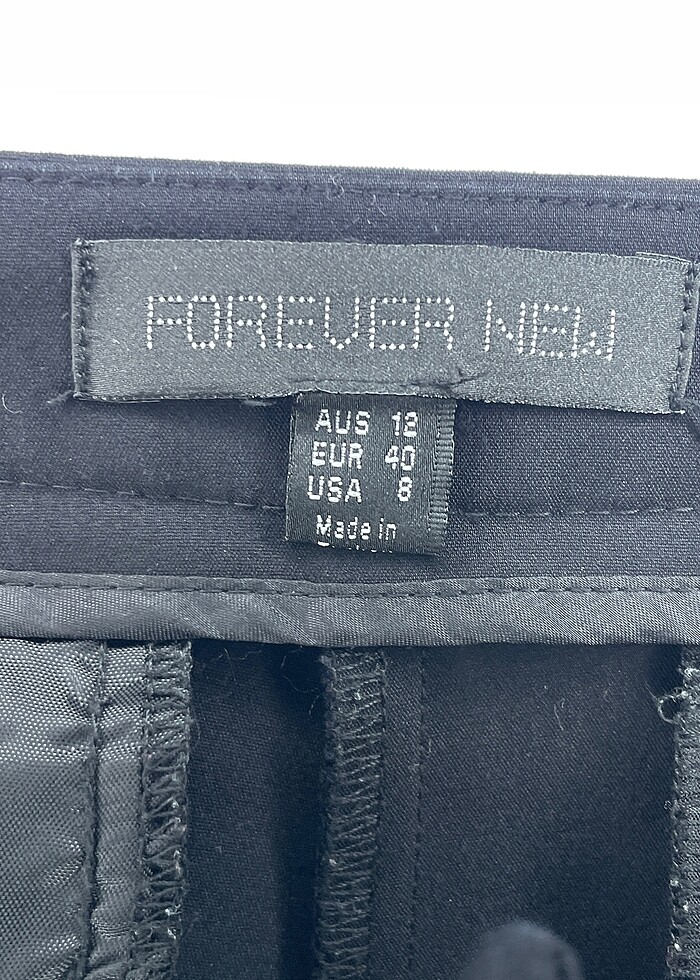 FOREVER NEW
AUS 12
EUR 40
USA 8
Made in